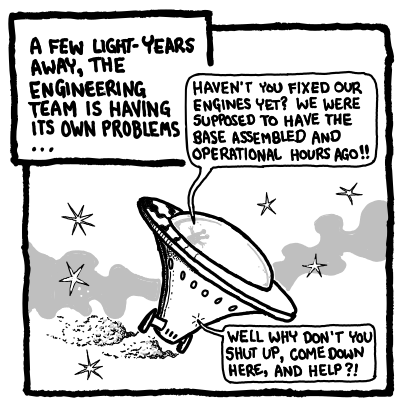 A FEW LIGHT-YEARS
AWAY, THE
ENGINEERING
TEAM IS HAVING
ITS OWN PROBLEMS
...
HAVEN'T YOU FIXED OUR
ENGINES YET? WE WERE
SUPPOSED TO HAVE THE
BASE ASSEMBLED AND
OPERATIONAL HOURS AGO!!
WELL WHY DON'T YOU
SHUT UP, COME DOWN
HERE, AND HELP?!